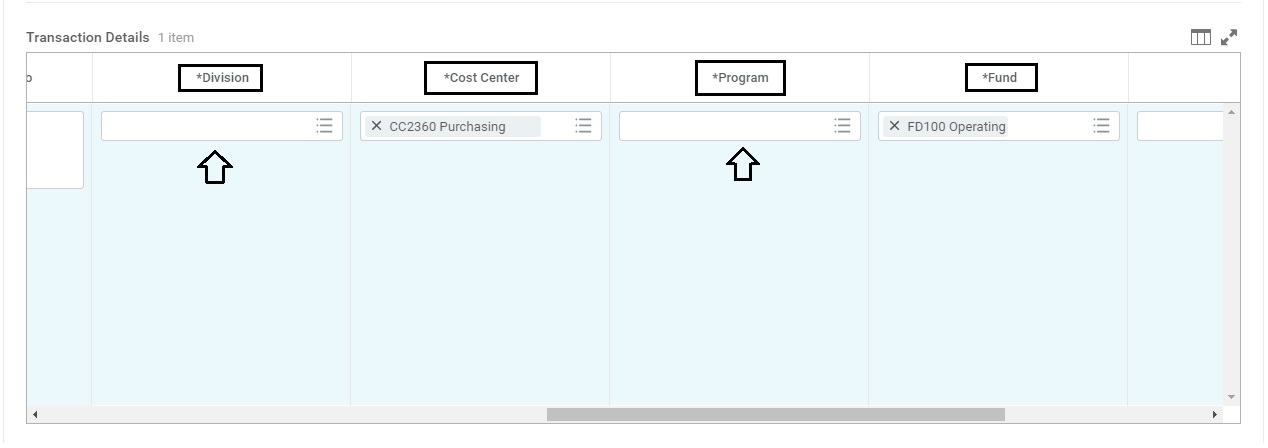 Transaction Details 1 item
*Division *Cost Center *Program *Fund
CC2360 Purchasing FD100 Operating